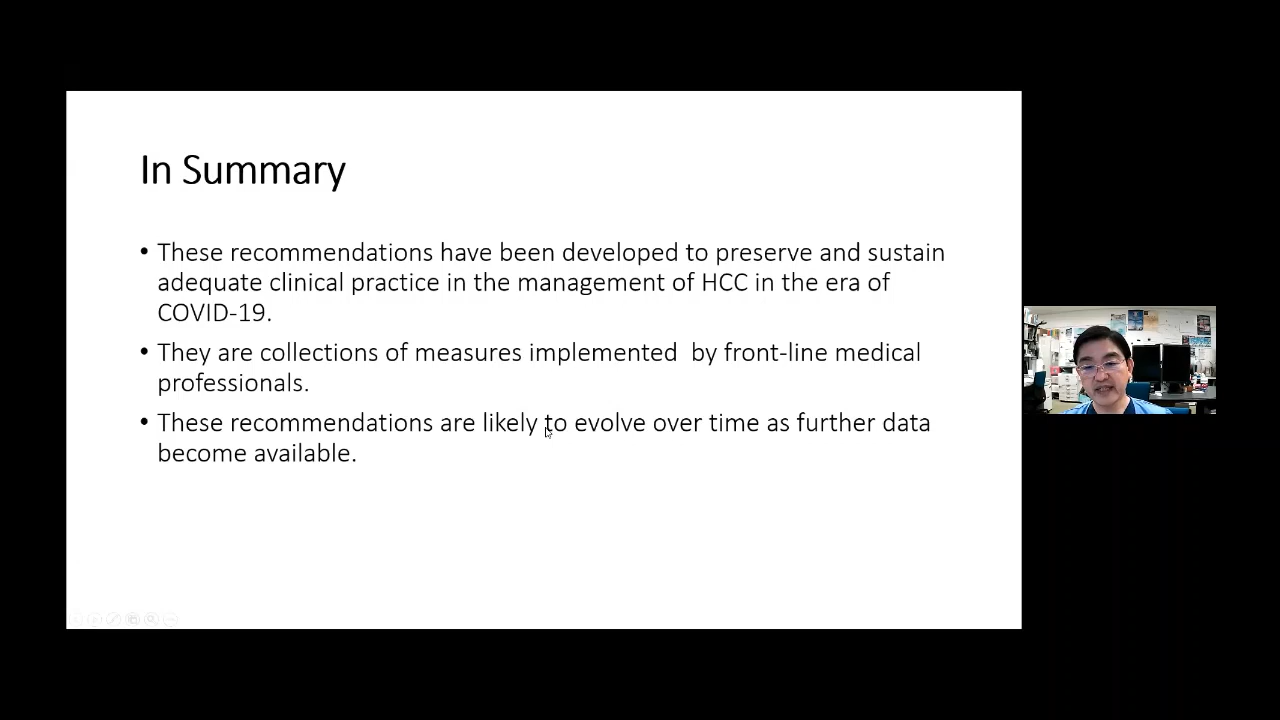 In Summary
• These recommendations have been developed to preserve and sustain
adequate clinical practice in the management of HCC in the era of
COVID-19.
• They are collections of measures implemented  by front-line medical
professionals.
• These recommendations are likely to evolve over time as further data
become available.